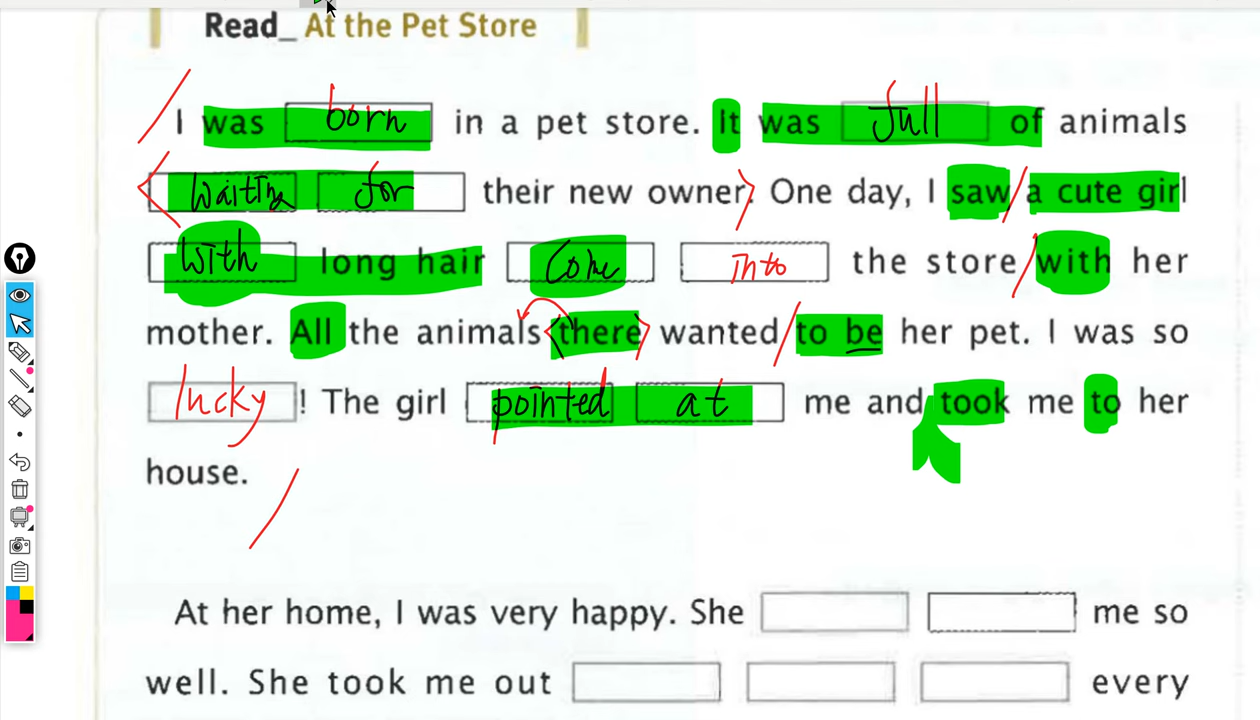 Read_ At the Pet Store
I was born in a pet store. it was full of animals
waiting for their new owner. One day, I saw a cute girl
with long hair come into the store with her
mother. All the animals there wanted to be her pet. I was so
lucky! The girl pointed at me and took me to her
house.
At her home, I was very happy. She me so
well. She took me out every